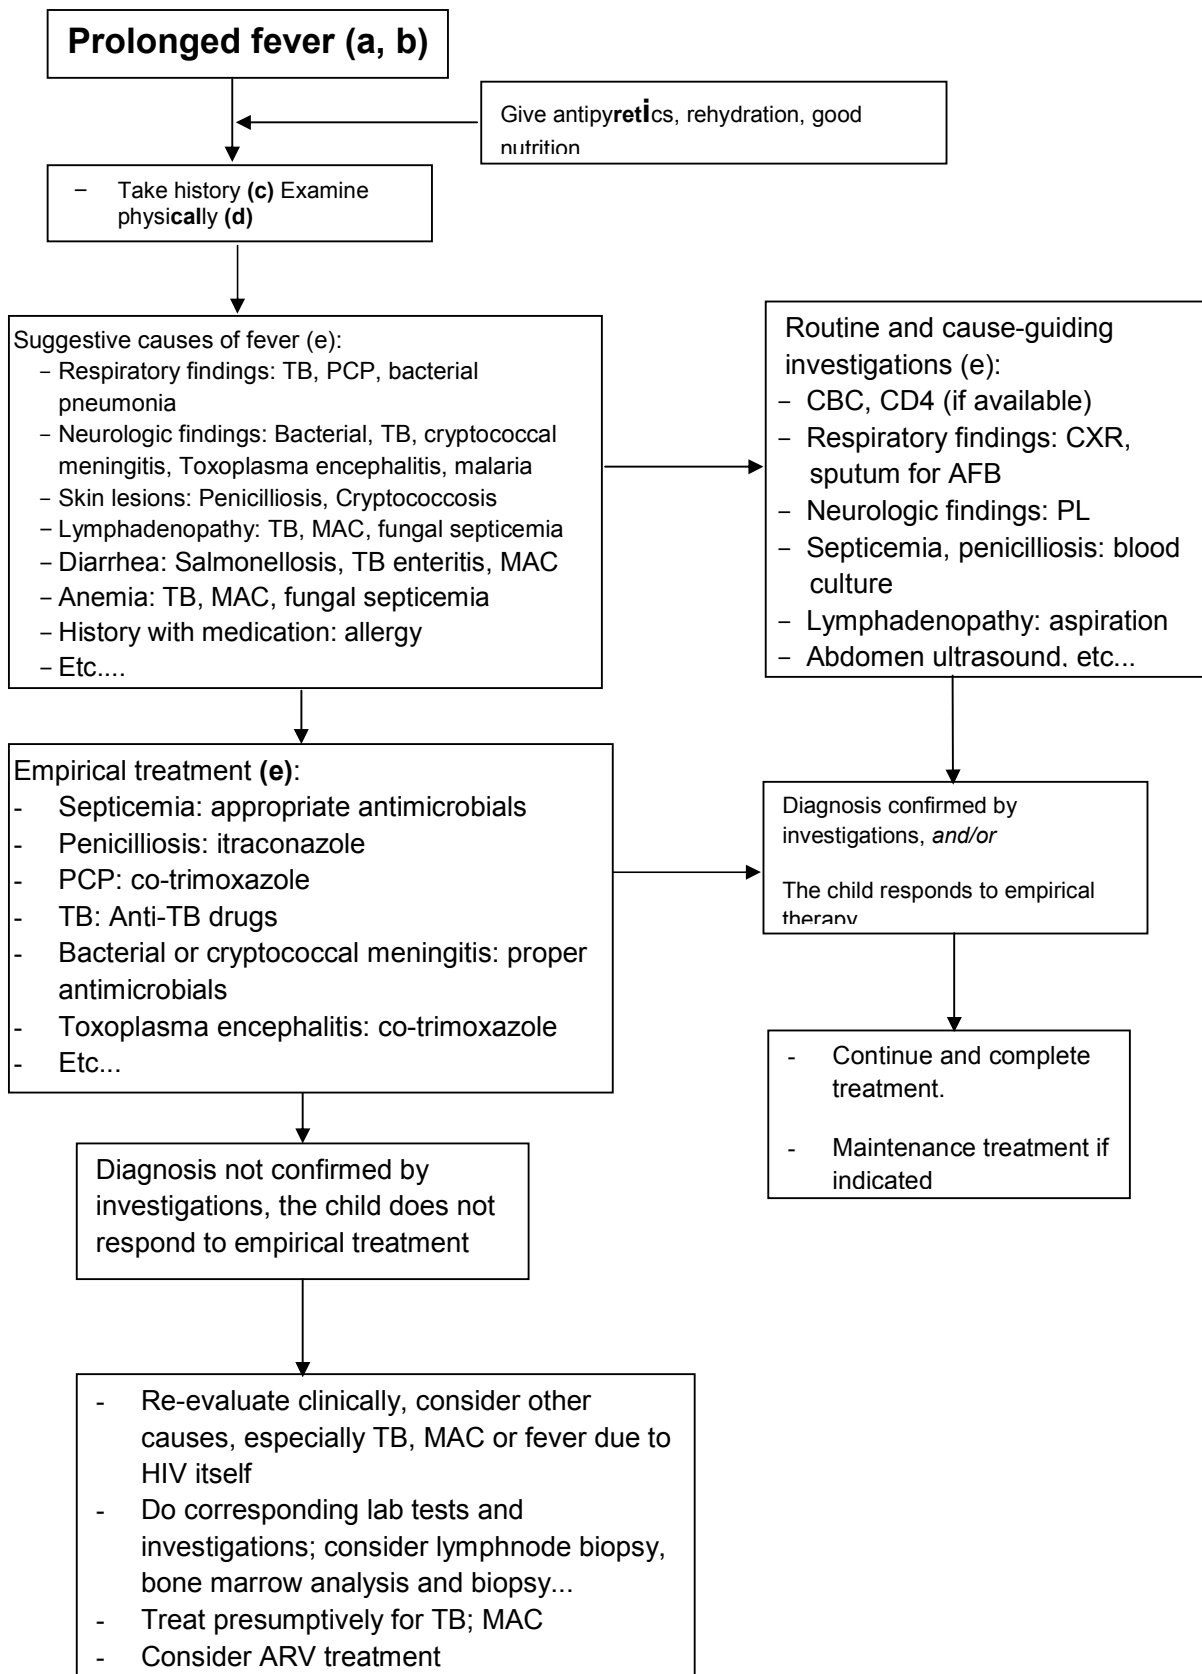 Prolonged fever (a, b)
Give antipyretics, rehydration, good
nutrition
– Take history (c) Examine
physically (d)
Suggestive causes of fever (e):
– Respiratory findings: TB, PCP, bacterial
pneumonia
– Neurologic findings: Bacterial, TB, cryptococcal
meningitis, Toxoplasma encephalitis, malaria
– Skin lesions: Penicilliosis, Cryptococcosis
– Lymphadenopathy: TB, MAC, fungal septicemia
– Diarrhea: Salmonellosis, TB enteritis, MAC
– Anemia: TB, MAC, fungal septicemia
– History with medication: allergy
– Etc....
Routine and cause-guiding
investigations (e):
– CBC, CD4 (if available)
– Respiratory findings: CXR,
sputum for AFB
– Neurologic findings: PL
– Septicemia, penicilliosis: blood
culture
– Lymphadenopathy: aspiration
– Abdomen ultrasound, etc...
Empirical treatment (e):
- Septicemia: appropriate antimicrobials
- Penicilliosis: itraconazole
- PCP: co-trimoxazole
- TB: Anti-TB drugs
- Bacterial or cryptococcal meningitis: proper
antimicrobials
- Toxoplasma encephalitis: co-trimoxazole
- Etc...
Diagnosis confirmed by
investigations, and/or
The child responds to empirical
therapy
- Continue and complete
treatment.
- Maintenance treatment if
indicated
Diagnosis not confirmed by
investigations, the child does not
respond to empirical treatment
- Re-evaluate clinically, consider other
causes, especially TB, MAC or fever due to
HIV itself
- Do corresponding lab tests and
investigations; consider lymphnode biopsy,
bone marrow analysis and biopsy...
- Treat presumptively for TB; MAC
- Consider ARV treatment